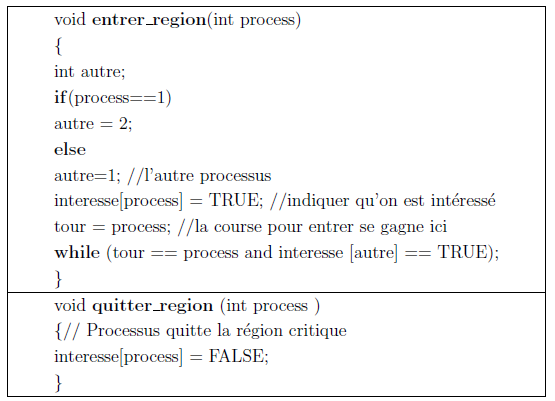 void entrer_region(int process)
{
int autre;
if(process==1)
autre = 2;
else
autre=1; //l'autre processus
interesse[process] = TRUE; //indiquer qu'on est intéressé
tour = process; //la course pour entrer se gagne ici
while (tour == process and interesse [autre] == TRUE);
}
void quitter_region (int process )
{// Processus quitte la région critique
interesse[process] = FALSE;
}